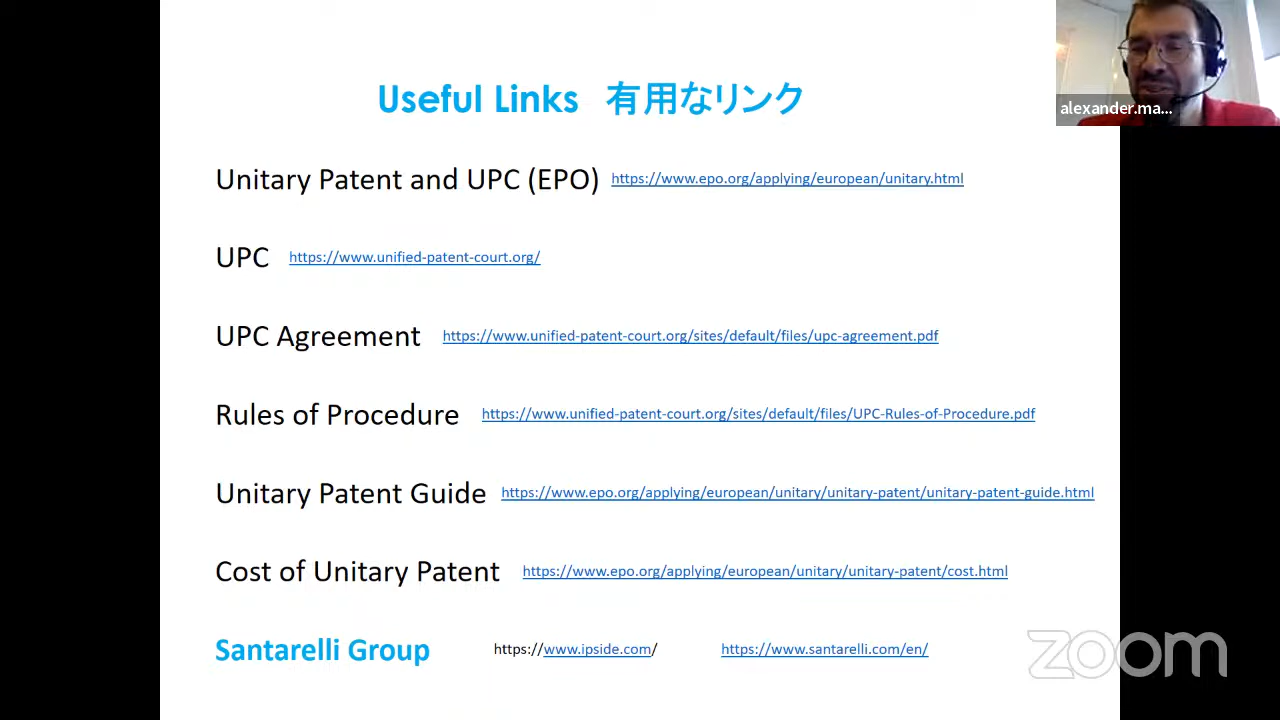 Useful Links 有用なリンク
alexander.ma...
Unitary Patent and UPC (EPO) https://www.epo.org/applying/european/unitary.html
UPC https://www.unified-patent-court.org/
UPC Agreement https://www.unified-patent-court.org/sites/default/files/upc-agreement.pdf
Rules of Procedure https://www.unified-patent-court.org/sites/default/files/UPC-Rules-of-Procedure.pdf
Unitary Patent Guide https://www.epo.org/applying/european/unitary/unitary-patent/unitary-patent-guide.html
Cost of Unitary Patent https://www.epo.org/applying/european/unitary/unitary-patent/cost.html
Santarelli Group https://www.ipside.com/ https://www.santarelli.com/en/
zoom